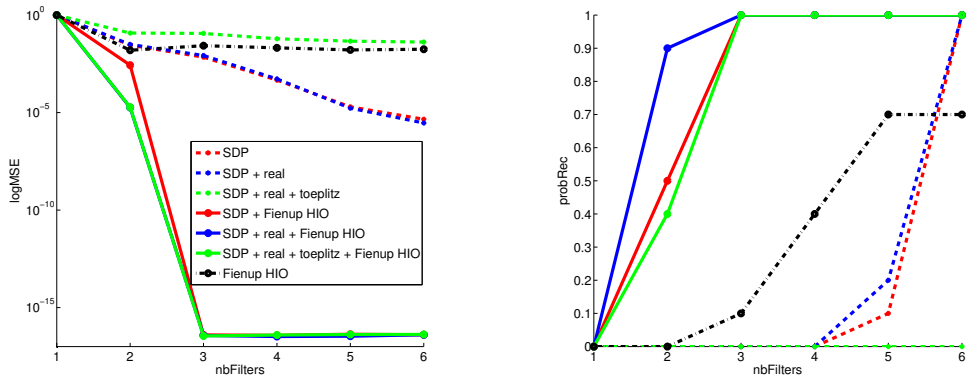 10^0
10^-5
10^-10
10^-15
logMSE
1 2 3 4 5 6
nbFilters
SDP
SDP + real
SDP + real + toeplitz
SDP + Fienup HIO
SDP + real + Fienup HIO
SDP + real + toeplitz + Fienup HIO
Fienup HIO
1
0.9
0.8
0.7
0.6
0.5
0.4
0.3
0.2
0.1
0
probRec
1 2 3 4 5 6
nbFilters